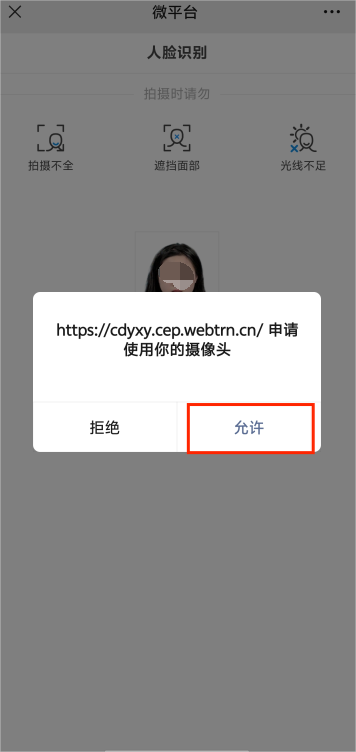 微平台
人脸识别
拍摄时请勿
拍摄不全
遮挡面部
光线不足
https://cdyxy.cep.webtrn.cn/ 申请
使用你的摄像头
拒绝
允许